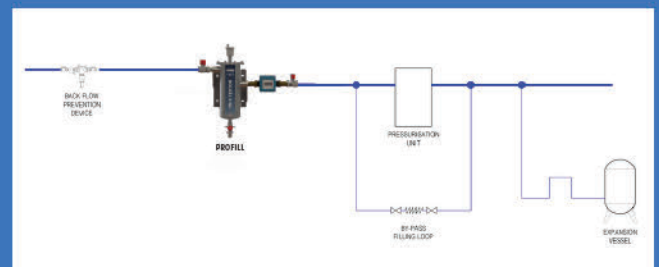 BACK FLOW
PREVENTION
DEVICE
PROFILL
PRESSURISATION
UNIT
BY-PASS
FILLING LOOP
EXPANSION
VESSEL